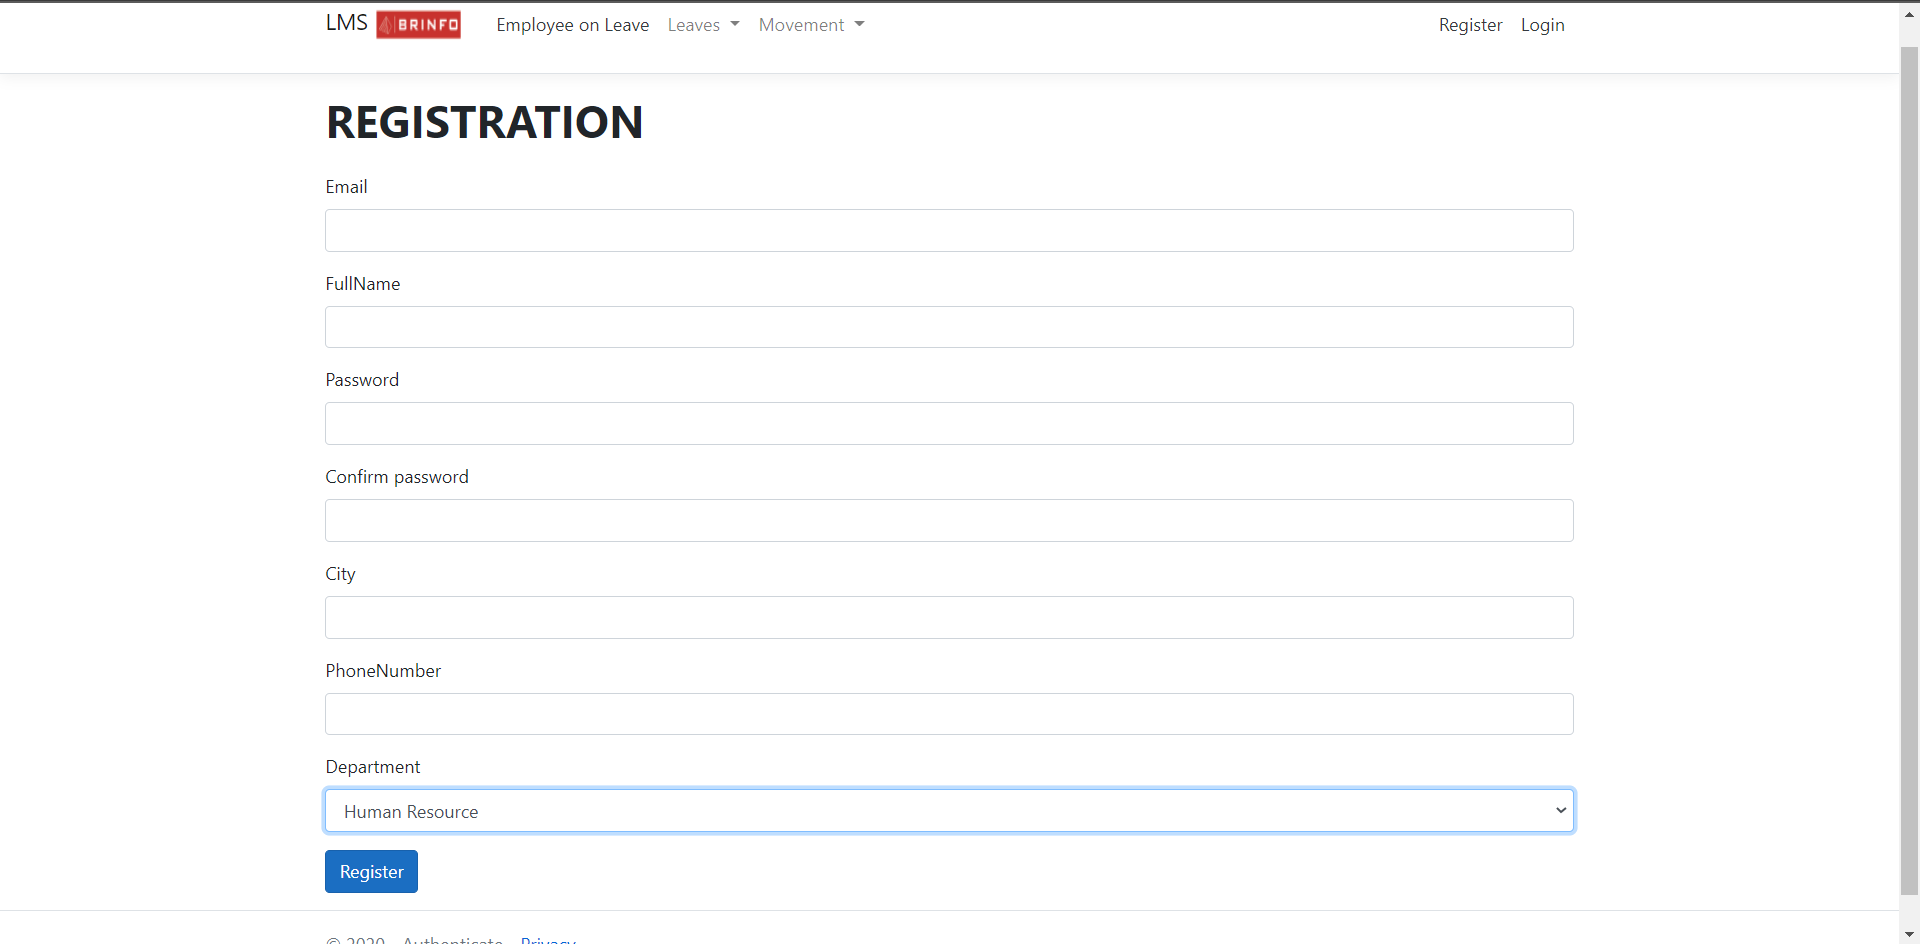 LMS BRINFO Employee on Leave Leaves Movement Register Login
REGISTRATION
Email
FullName
Password
Confirm password
City
PhoneNumber
Department
Human Resource
Register
© 2020 - Authenticate - Privacy